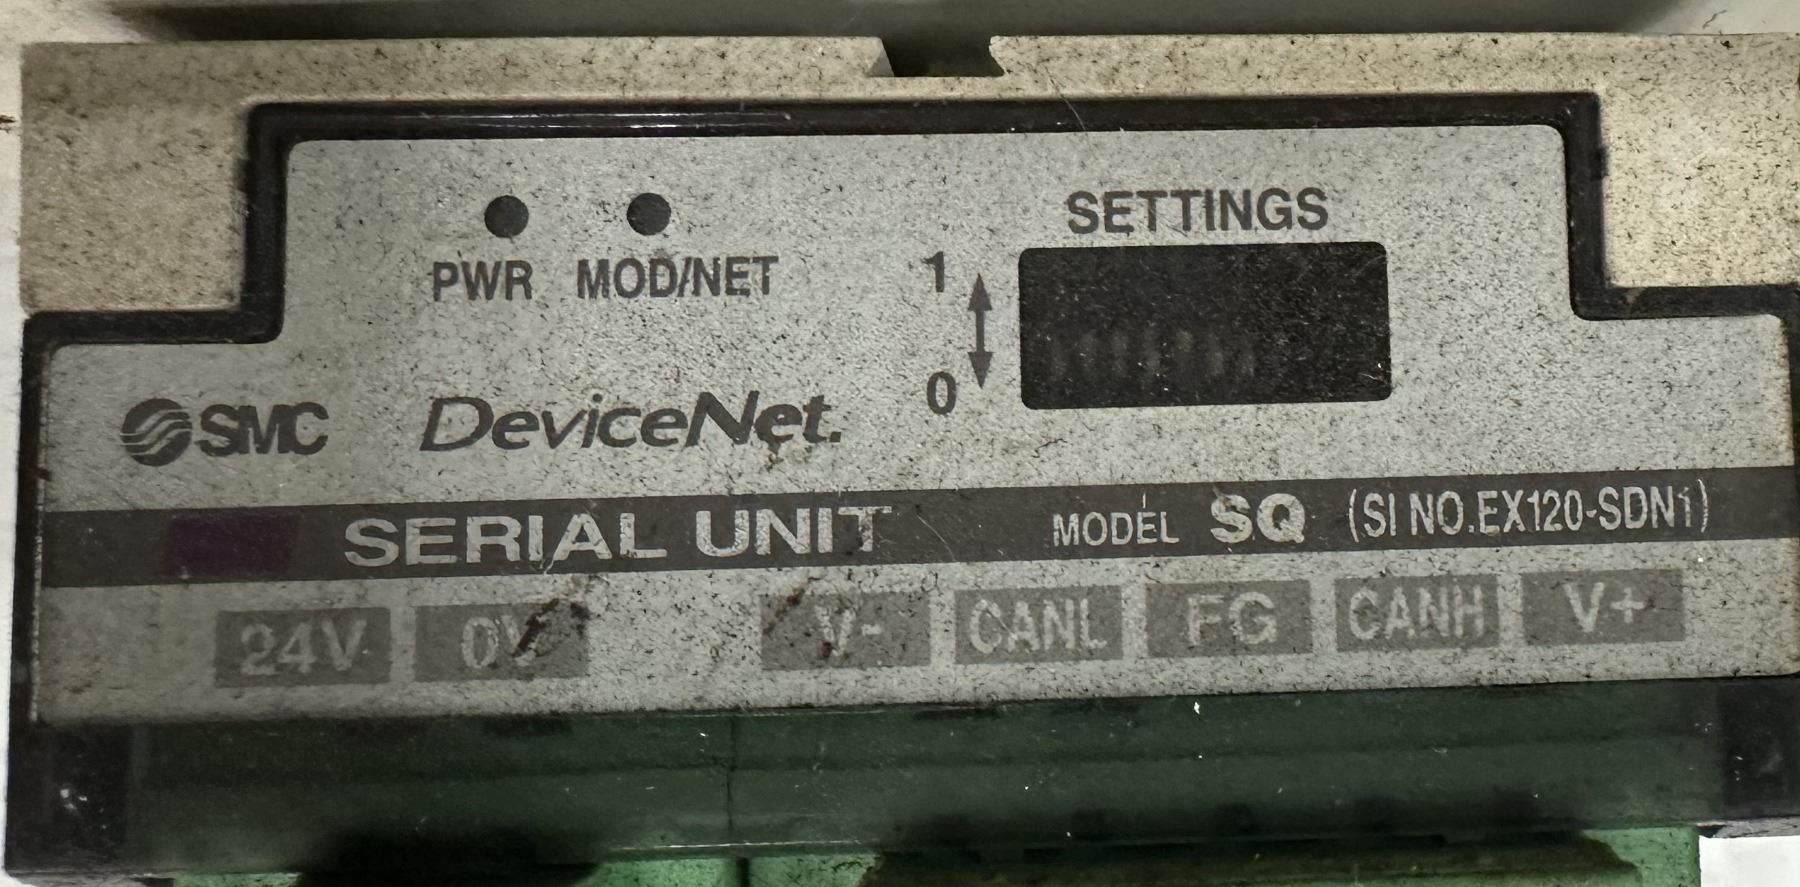 SETTINGS
PWR MOD/NET
1
0
SMC DeviceNet.
SERIAL UNIT MODEL SQ (SI NO.EX120-SDN1)
24V 0V V- CANL FG CANH V+